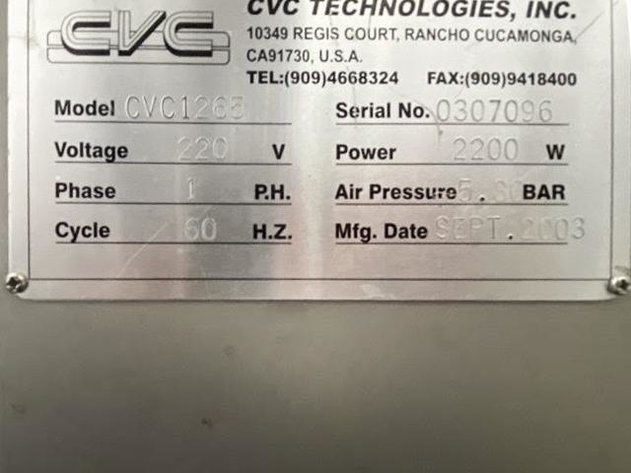 CVC
CVC TECHNOLOGIES, INC.
10349 REGIS COURT, RANCHO CUCAMONGA,
CA91730, U.S.A.
TEL:(909)4668324 FAX:(909)9418400
Model CVC1265 Serial No. 0307096
Voltage 220 V Power 2200 W
Phase 1 P.H. Air Pressure BAR
Cycle 60 H.Z. Mfg. Date SEPT. 2003